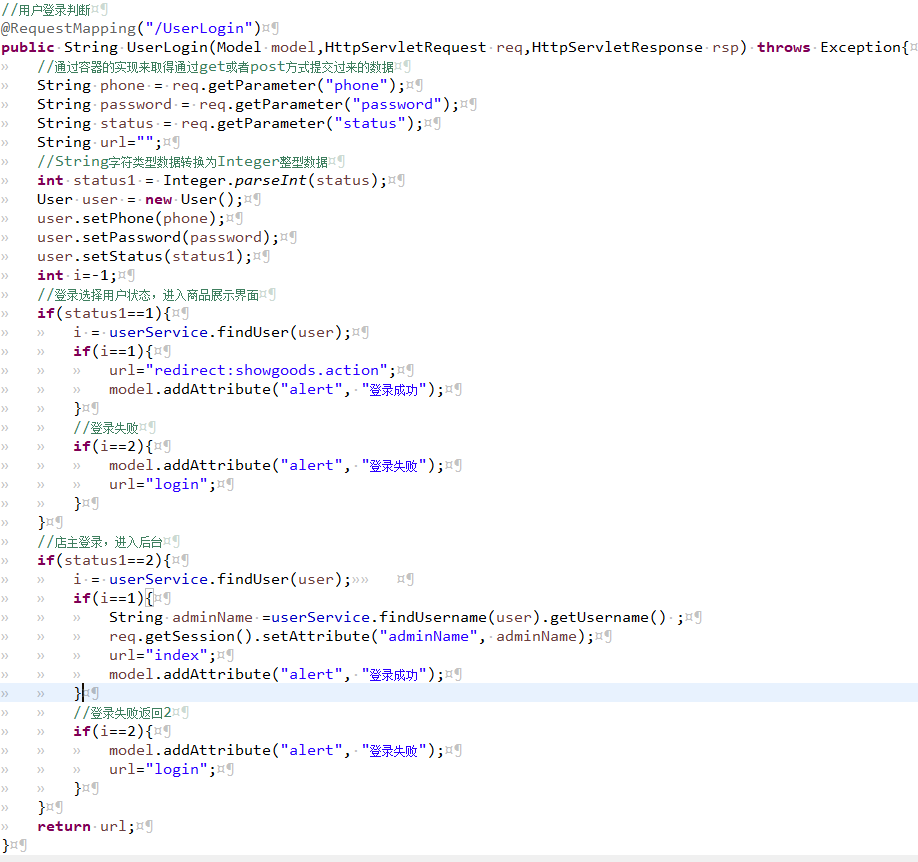 //用户登录判断
@RequestMapping("/UserLogin")
public String UserLogin(Model model,HttpServletRequest req,HttpServletResponse rsp) throws Exception{
//通过容器的实现来取得通过get或者post方式提交过来的数据
String phone = req.getParameter("phone");
String password = req.getParameter("password");
String status = req.getParameter("status");
String url="";
//String字符类型数据转换为Integer整型数据
int status1 = Integer.parseInt(status);
User user = new User();
user.setPhone(phone);
user.setPassword(password);
user.setStatus(status1);
int i=-1;
//登录选择用户状态，进入商品展示界面
if(status1==1){
i = userService.findUser(user);
if(i==1){
url="redirect:showgoods.action";
model.addAttribute("alert", "登录成功");
}
//登录失败
if(i==2){
model.addAttribute("alert", "登录失败");
url="login";
}
}
//店主登录，进入后台
if(status1==2){
i = userService.findUser(user);
if(i==1){
String adminName =userService.findUsername(user).getUsername() ;
req.getSession().setAttribute("adminName", adminName);
url="index";
model.addAttribute("alert", "登录成功");
}
//登录失败返回2
if(i==2){
model.addAttribute("alert", "登录失败");
url="login";
}
}
return url;
}